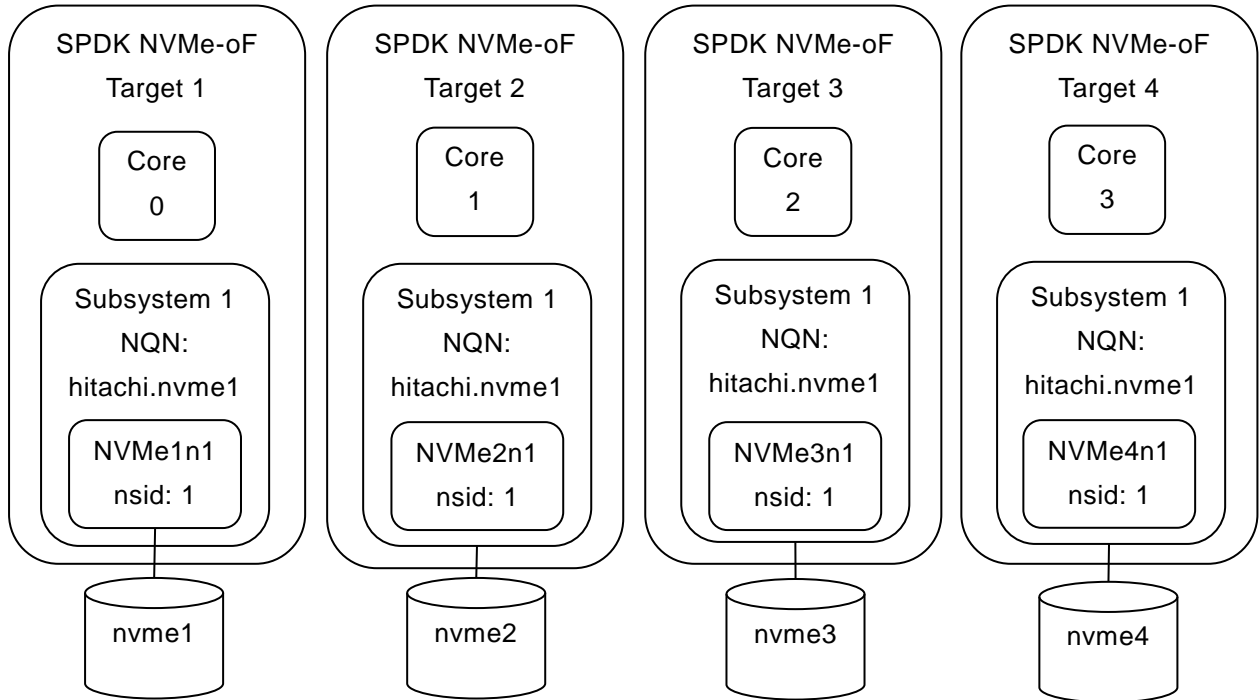 SPDK NVMe-oF
Target 1
Core
0
Subsystem 1
NQN:
hitachi.nvme1
NVMe1n1
nsid: 1
nvme1
SPDK NVMe-oF
Target 2
Core
1
Subsystem 1
NQN:
hitachi.nvme1
NVMe2n1
nsid: 1
nvme2
SPDK NVMe-oF
Target 3
Core
2
Subsystem 1
NQN:
hitachi.nvme1
NVMe3n1
nsid: 1
nvme3
SPDK NVMe-oF
Target 4
Core
3
Subsystem 1
NQN:
hitachi.nvme1
NVMe4n1
nsid: 1
nvme4